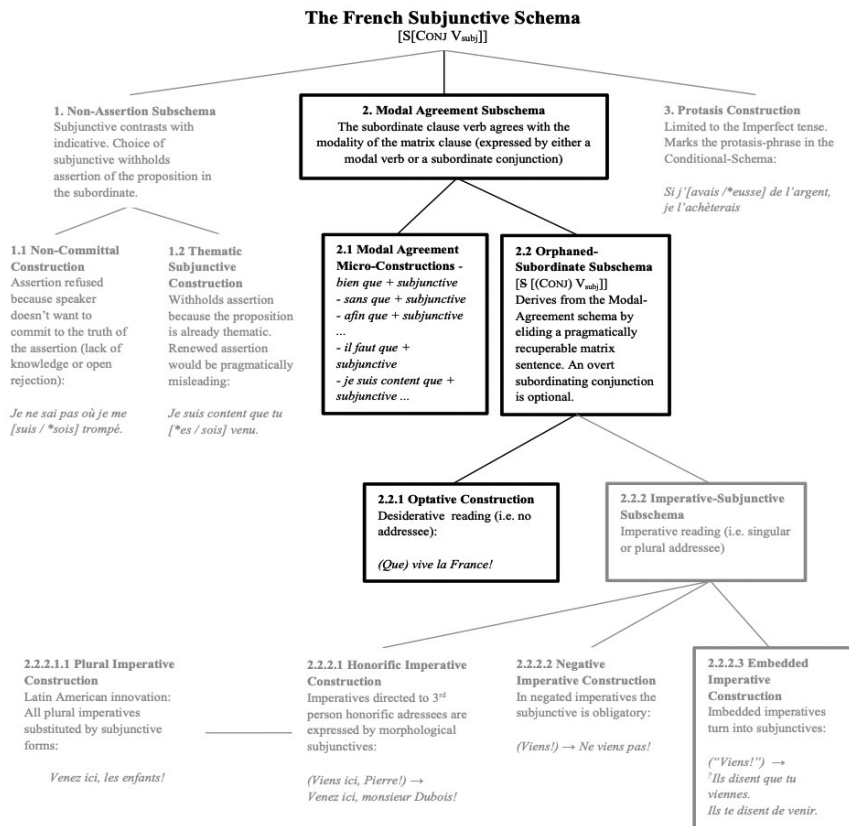 The French Subjunctive Schema
[S[CONJ Vsubj]]
1. Non-Assertion Subschema
Subjunctive contrasts with
indicative. Choice of
subjunctive withholds
assertion of the proposition in
the subordinate.
2. Modal Agreement Subschema
The subordinate clause verb agrees with the
modality of the matrix clause (expressed by either a
modal verb or a subordinate conjunction)
3. Protasis Construction
Limited to the Imperfect tense.
Marks the protasis-phrase in the
Conditional-Schema:
Si j'[avais /*eusse] de l'argent,
je l'achèterais
1.1 Non-Committal
Construction
Assertion refused
because speaker
doesn't want to
commit to the truth of
the assertion (lack of
knowledge or open
rejection):
Je ne sai pas où je me
[suis / *sois] trompé.
1.2 Thematic
Subjunctive
Construction
Withholds assertion
because the proposition
is already thematic.
Renewed assertion
would be pragmatically
misleading:
Je suis content que tu
[*es / sois] venu.
2.1 Modal Agreement
Micro-Constructions -
bien que + subjunctive
- sans que + subjunctive
- afin que + subjunctive
...
- il faut que +
subjunctive
- je suis content que +
subjunctive ...
2.2 Orphaned-
Subordinate Subschema
[S [(CONJ) Vsubj]]
Derives from the Modal-
Agreement schema by
eliding a pragmatically
recuperable matrix
sentence. An overt
subordinating conjunction
is optional.
2.2.1 Optative Construction
Desiderative reading (i.e. no
addressee):
(Que) vive la France!
2.2.2 Imperative-Subjunctive
Subschema
Imperative reading (i.e. singular
or plural addressee)
2.2.2.1.1 Plural Imperative
Construction
Latin American innovation:
All plural imperatives
substituted by subjunctive
forms:
Venez ici, les enfants!
2.2.2.1 Honorific Imperative
Construction
Imperatives directed to 3rd
person honorific adressees are
expressed by morphological
subjunctives:
(Viens ici, Pierre!) →
Venez ici, monsieur Dubois!
2.2.2.2 Negative
Imperative Construction
In negated imperatives the
subjunctive is obligatory:
(Viens!) → Ne viens pas!
2.2.2.3 Embedded
Imperative
Construction
Imbedded imperatives
turn into subjunctives:
("Viens!") →
?Ils disent que tu
viennes.
Ils te disent de venir.